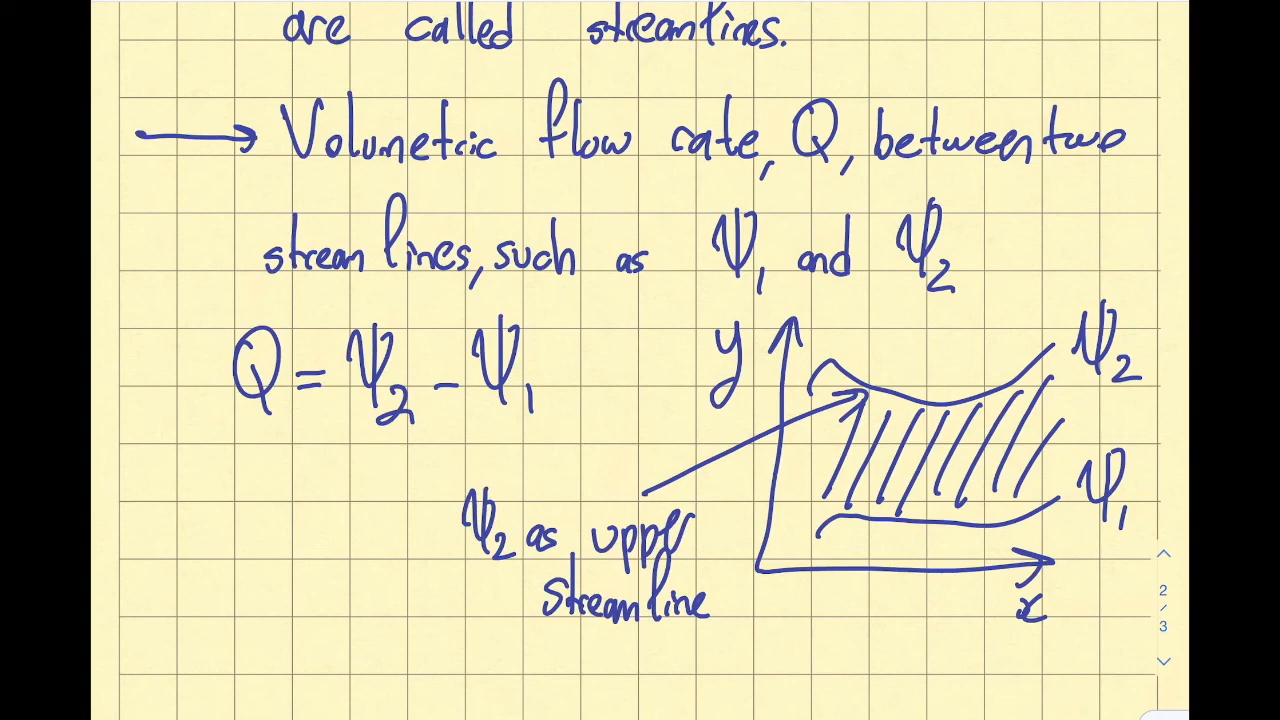 are called streamlines.
→ Volumetric flow rate, Q, between two
streamlines, such as Ψ₁ and Ψ₂
Q = Ψ₂ - Ψ₁
y
Ψ₂
Ψ₁
Ψ₂ as upper
streamline
x
2
/
3